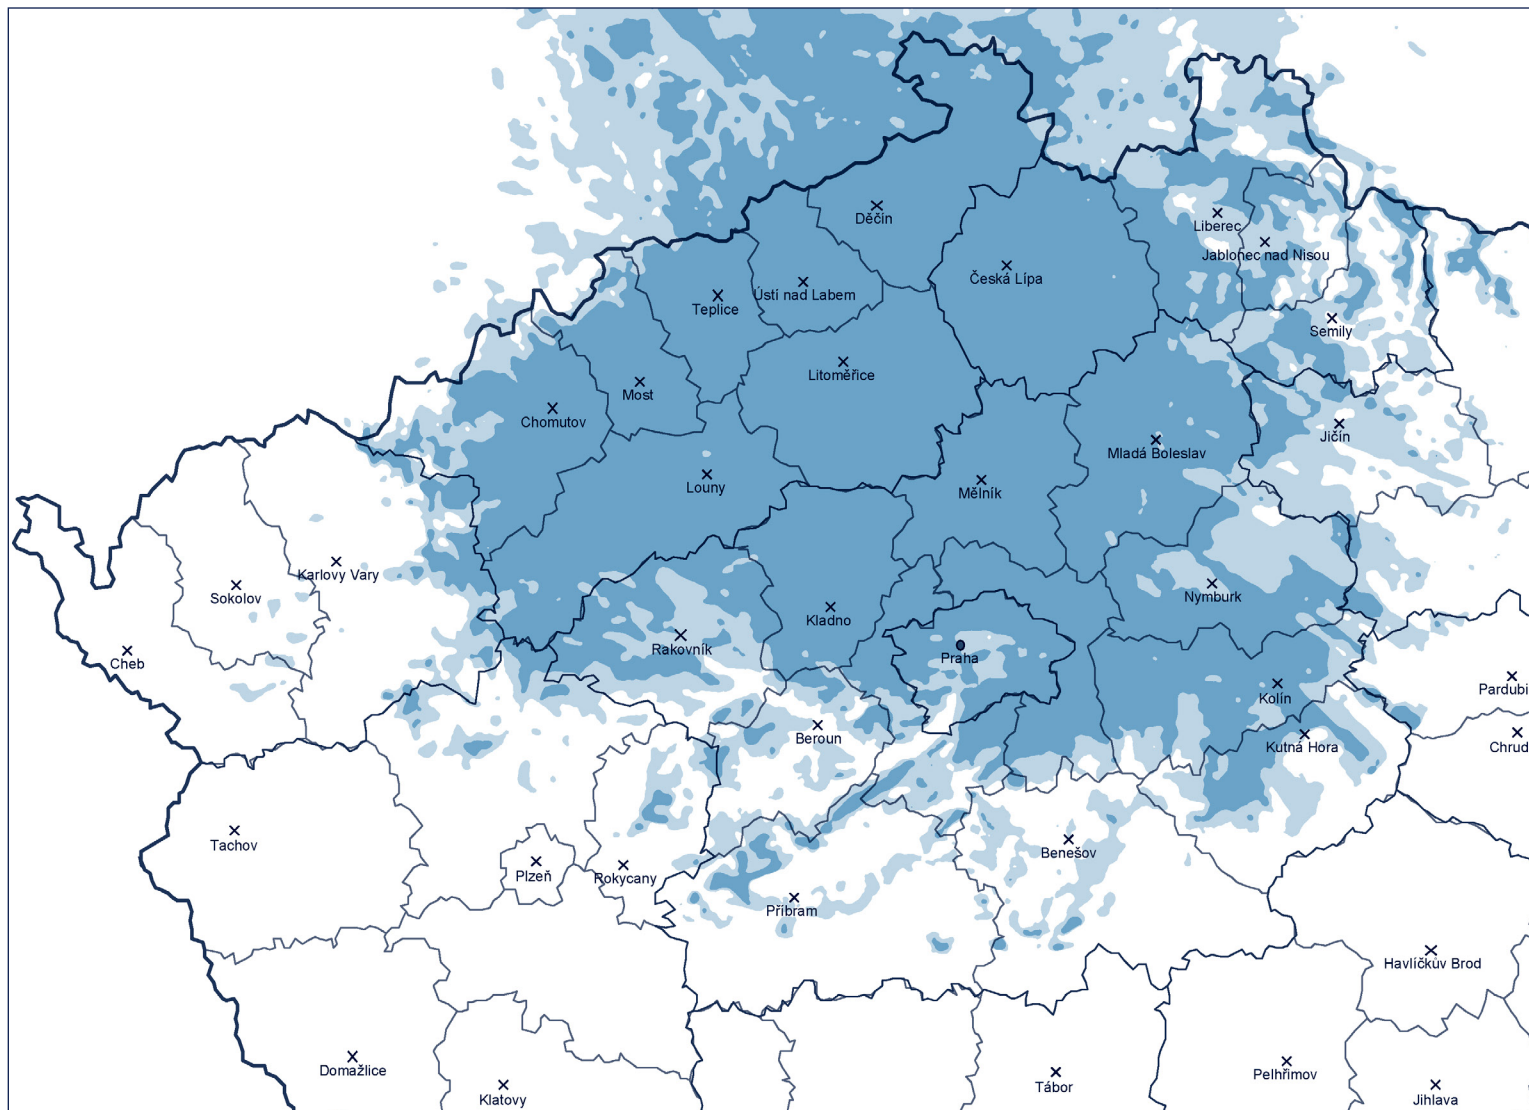 Děčín
Liberec
Jablonec nad Nisou
Česká Lípa
Ústí nad Labem
Teplice
Semily
Litoměřice
Most
Chomutov
Jičín
Mladá Boleslav
Louny
Mělník
Karlovy Vary
Sokolov
Nymburk
Kladno
Rakovník
Praha
Cheb
Kolín
Pardubi
Beroun
Kutná Hora
Chrud
Tachov
Benešov
Plzeň
Rokycany
Příbram
Havlíčkův Brod
Domažlice
Pelhřimov
Tábor
Klatovy
Jihlava